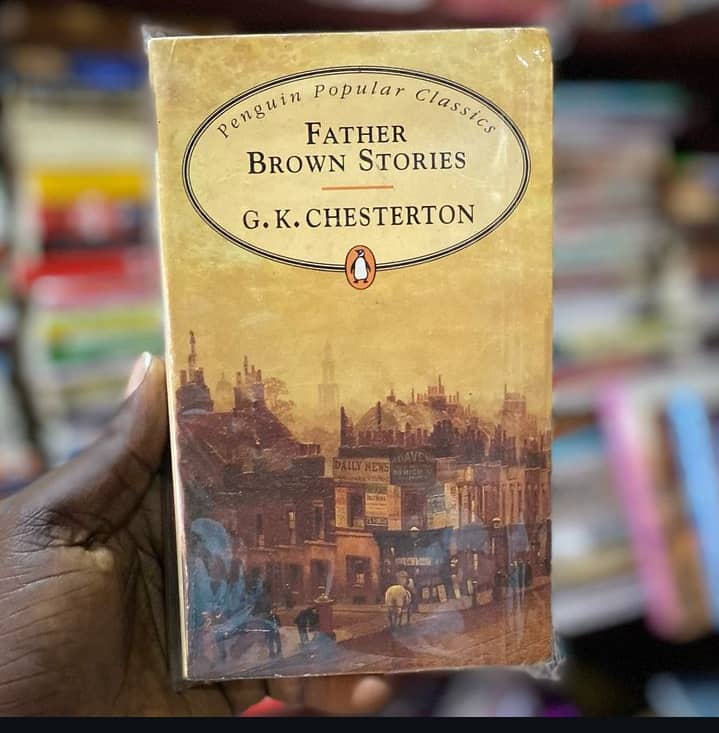 Penguin Popular Classics
FATHER
BROWN STORIES
G. K. CHESTERTON
DAILY NEWS